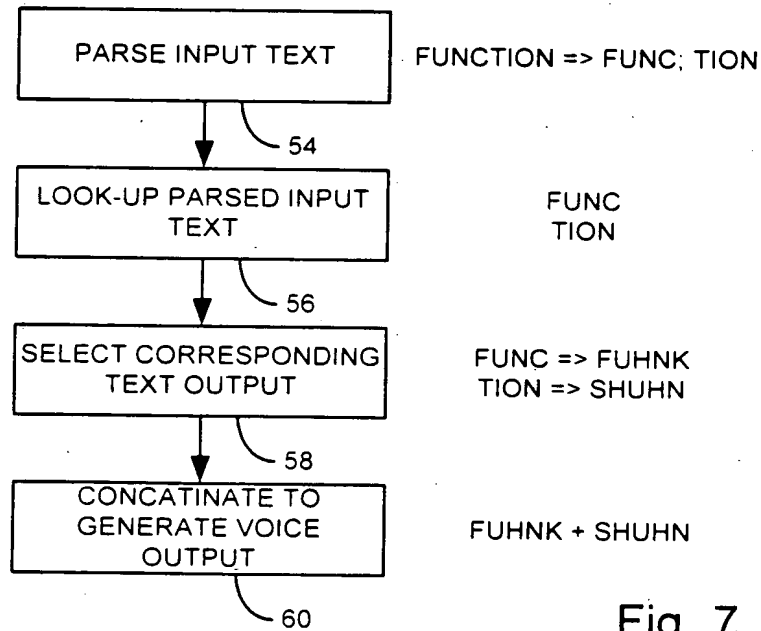 PARSE INPUT TEXT
FUNCTION => FUNC; TION
54
LOOK-UP PARSED INPUT
TEXT
FUNC
TION
56
SELECT CORRESPONDING
TEXT OUTPUT
FUNC => FUHNK
TION => SHUHN
58
CONCATINATE TO
GENERATE VOICE
OUTPUT
FUHNK + SHUHN
60
Fig. 7